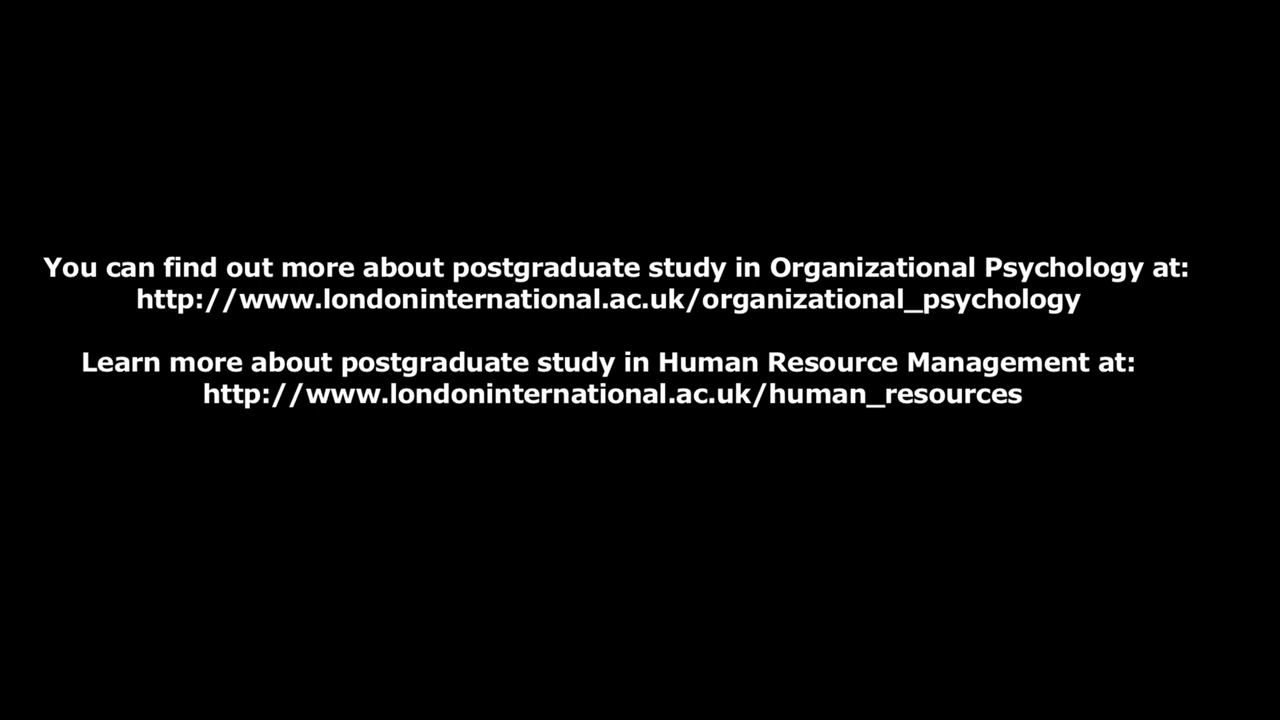 You can find out more about postgraduate study in Organizational Psychology at:
http://www.londoninternational.ac.uk/organizational_psychology
Learn more about postgraduate study in Human Resource Management at:
http://www.londoninternational.ac.uk/human_resources